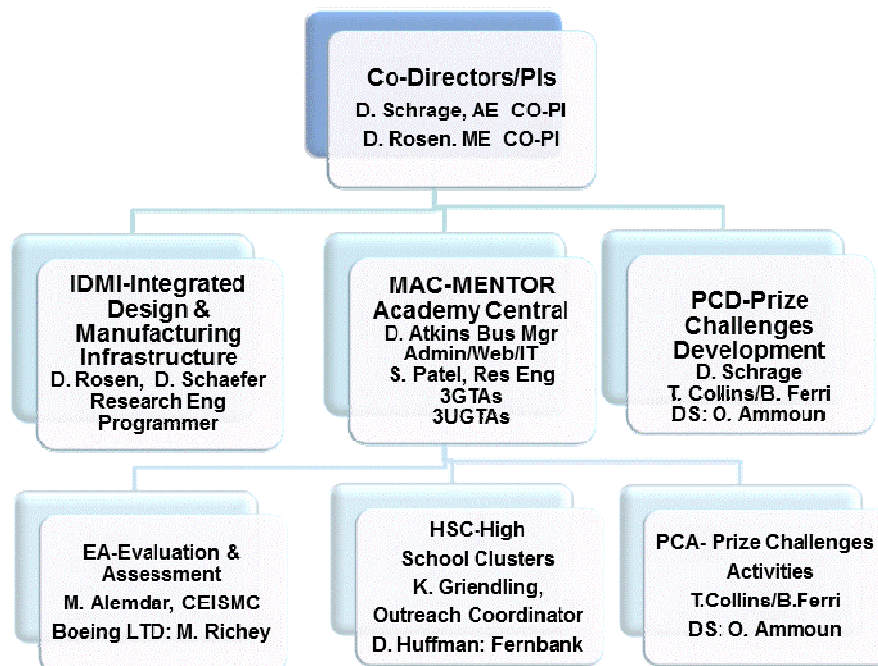 Co-Directors/PIs
D. Schrage, AE CO-PI
D. Rosen. ME CO-PI
IDMI-Integrated
Design &
Manufacturing
Infrastructure
D. Rosen, D. Schaefer
Research Eng
Programmer
MAC-MENTOR
Academy Central
D. Atkins Bus Mgr
Admin/Web/IT
S. Patel, Res Eng
3GTAs
3UGTAs
PCD-Prize
Challenges
Development
D. Schrage
T. Collins/B. Ferri
DS: O. Ammoun
EA-Evaluation &
Assessment
M. Alemdar, CEISMC
Boeing LTD: M. Richey
HSC-High
School Clusters
K. Griendling,
Outreach Coordinator
D. Huffman: Fernbank
PCA- Prize Challenges
Activities
T.Collins/B.Ferri
DS: O. Ammoun